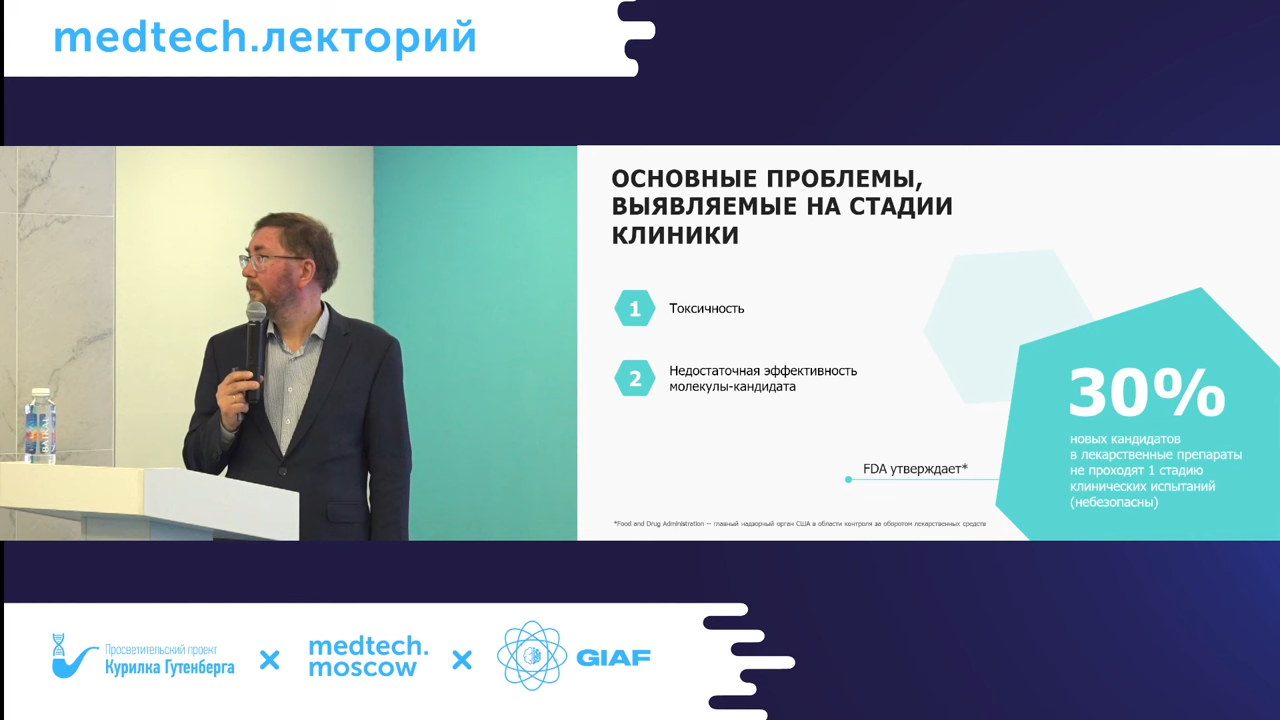 medtech.лекторий
ОСНОВНЫЕ ПРОБЛЕМЫ,
ВЫЯВЛЯЕМЫЕ НА СТАДИИ
КЛИНИКИ
1
Токсичность
2
Недостаточная эффективность
молекулы-кандидата
30%
новых кандидатов
в лекарственные препараты
не проходят 1 стадию
клинических испытаний
(небезопасны)
FDA утверждает*
*Food and Drug Administration — главный надзорный орган США в области контроля за оборотом лекарственных средств
BAIKAL
Просветительский проект
Курилка Гутенберга
×
medtech.
moscow
×
GIAF